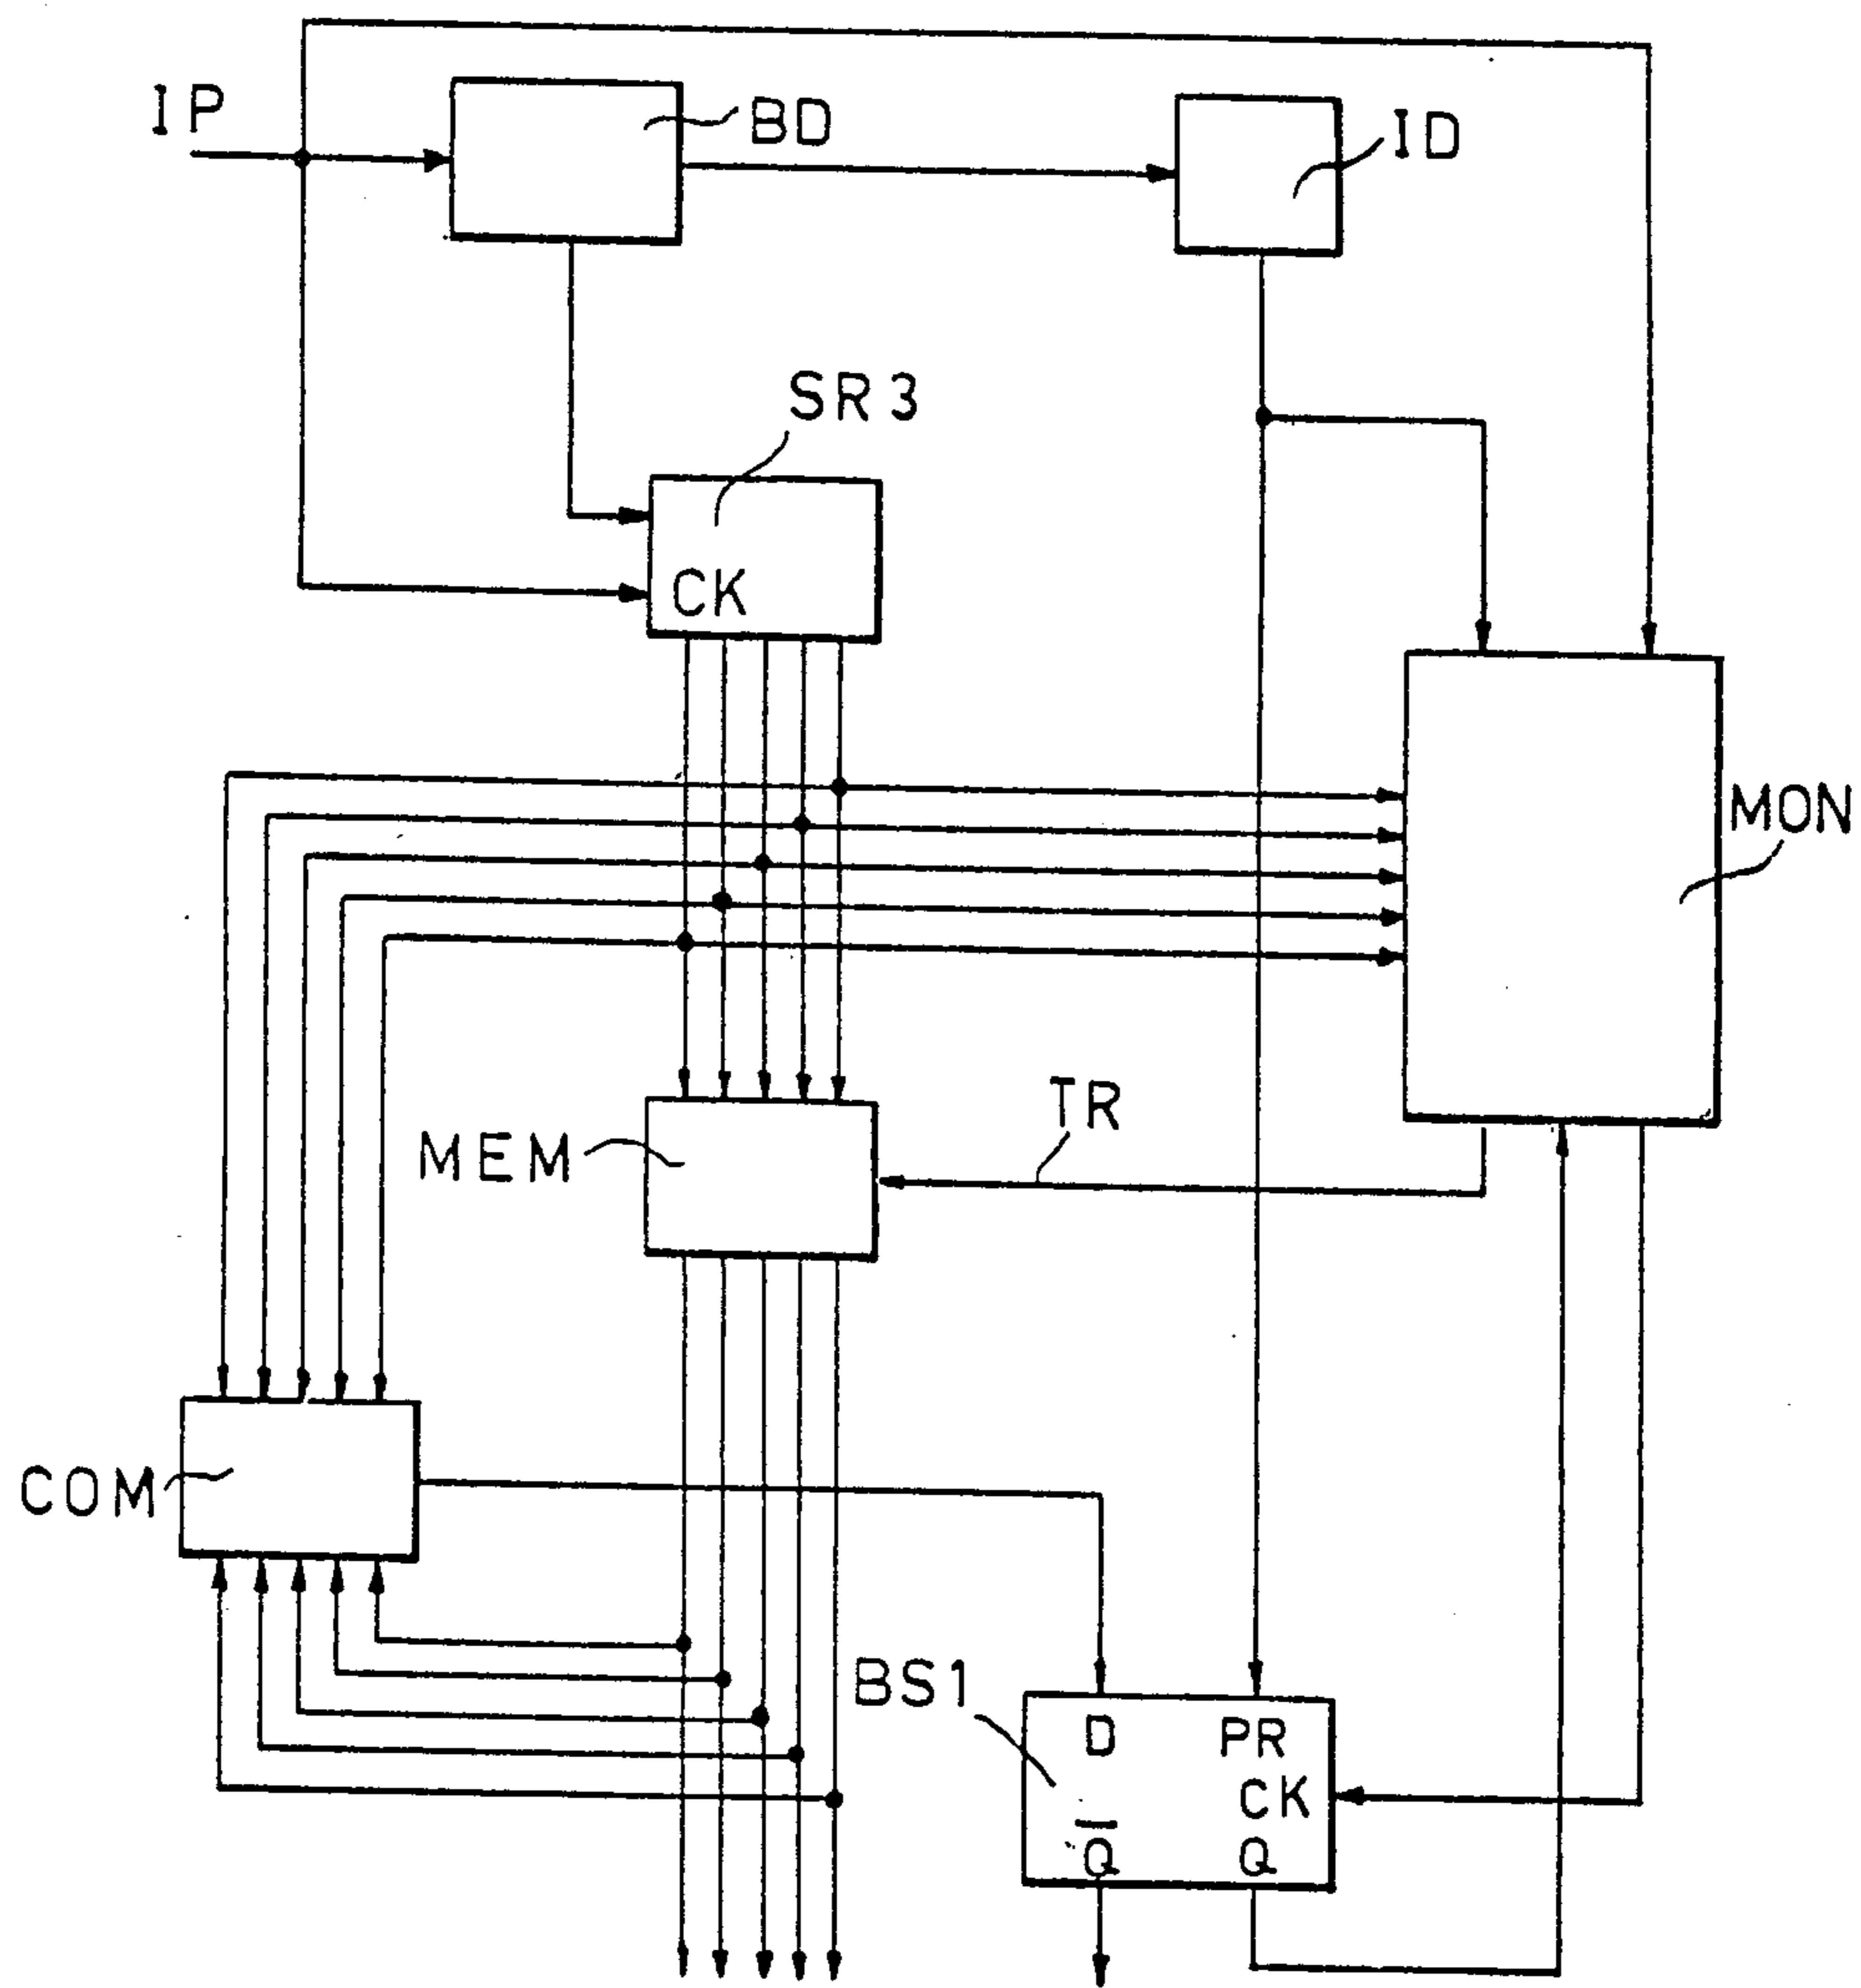 IP
BD
ID
SR3
CK
MON
TR
MEM
COM
BS1
D PR
CK
Q̅ Q